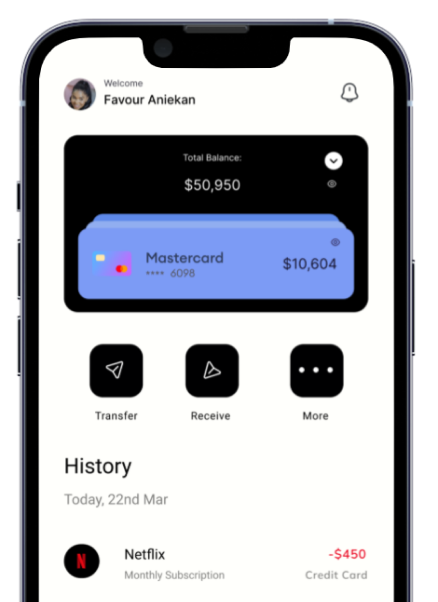 Welcome
Favour Aniekan
Total Balance:
$50,950
Mastercard
**** 6098
$10,604
Transfer
Receive
More
History
Today, 22nd Mar
N
Netflix
-$450
Monthly Subscription
Credit Card